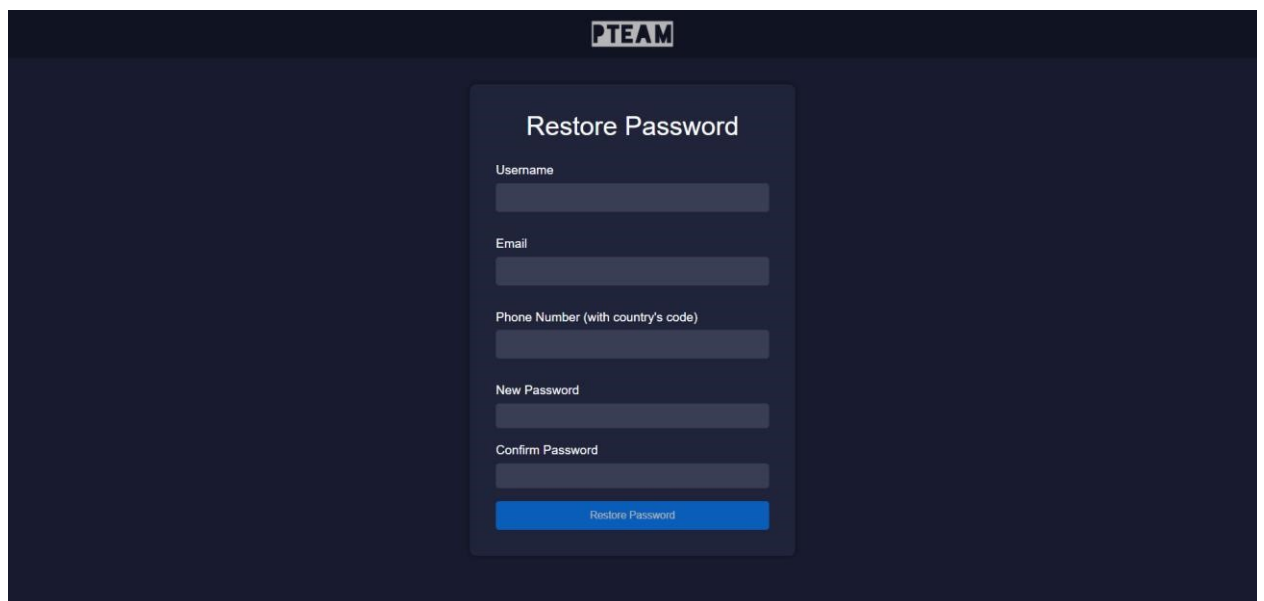 PTEAM
Restore Password
Username
Email
Phone Number (with country's code)
New Password
Confirm Password
Restore Password